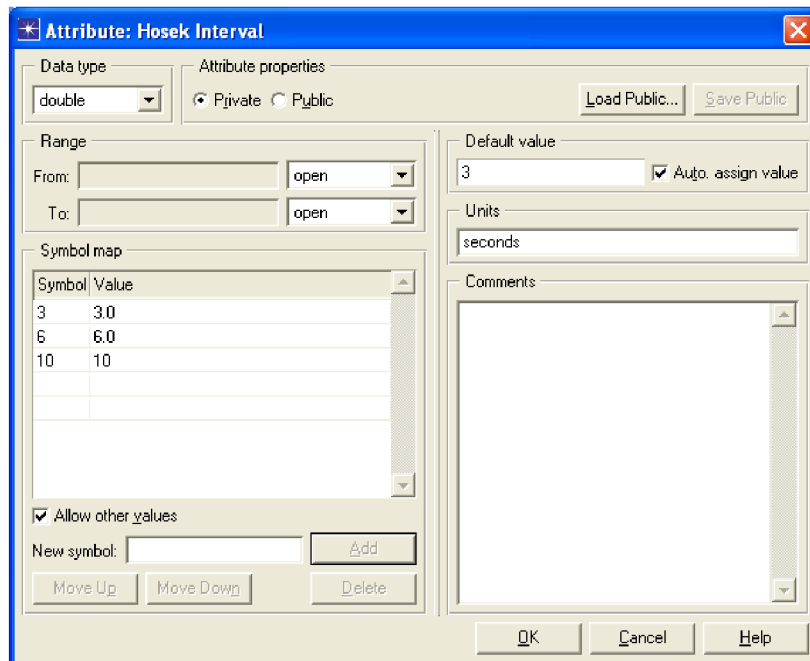 Attribute: Hosek Interval
Data type
double
Attribute properties
Private
Public
Load Public...
Save Public
Range
From:
open
To:
open
Default value
3
Auto. assign value
Units
seconds
Symbol map
Symbol Value
3 3.0
6 6.0
10 10
Allow other values
New symbol:
Add
Move Up
Move Down
Delete
Comments
OK
Cancel
Help